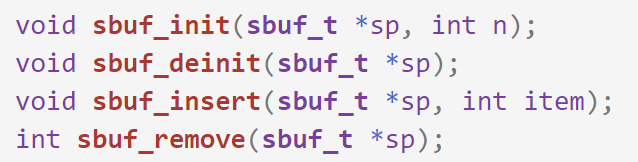 void sbuf_init(sbuf_t *sp, int n);
void sbuf_deinit(sbuf_t *sp);
void sbuf_insert(sbuf_t *sp, int item);
int sbuf_remove(sbuf_t *sp);